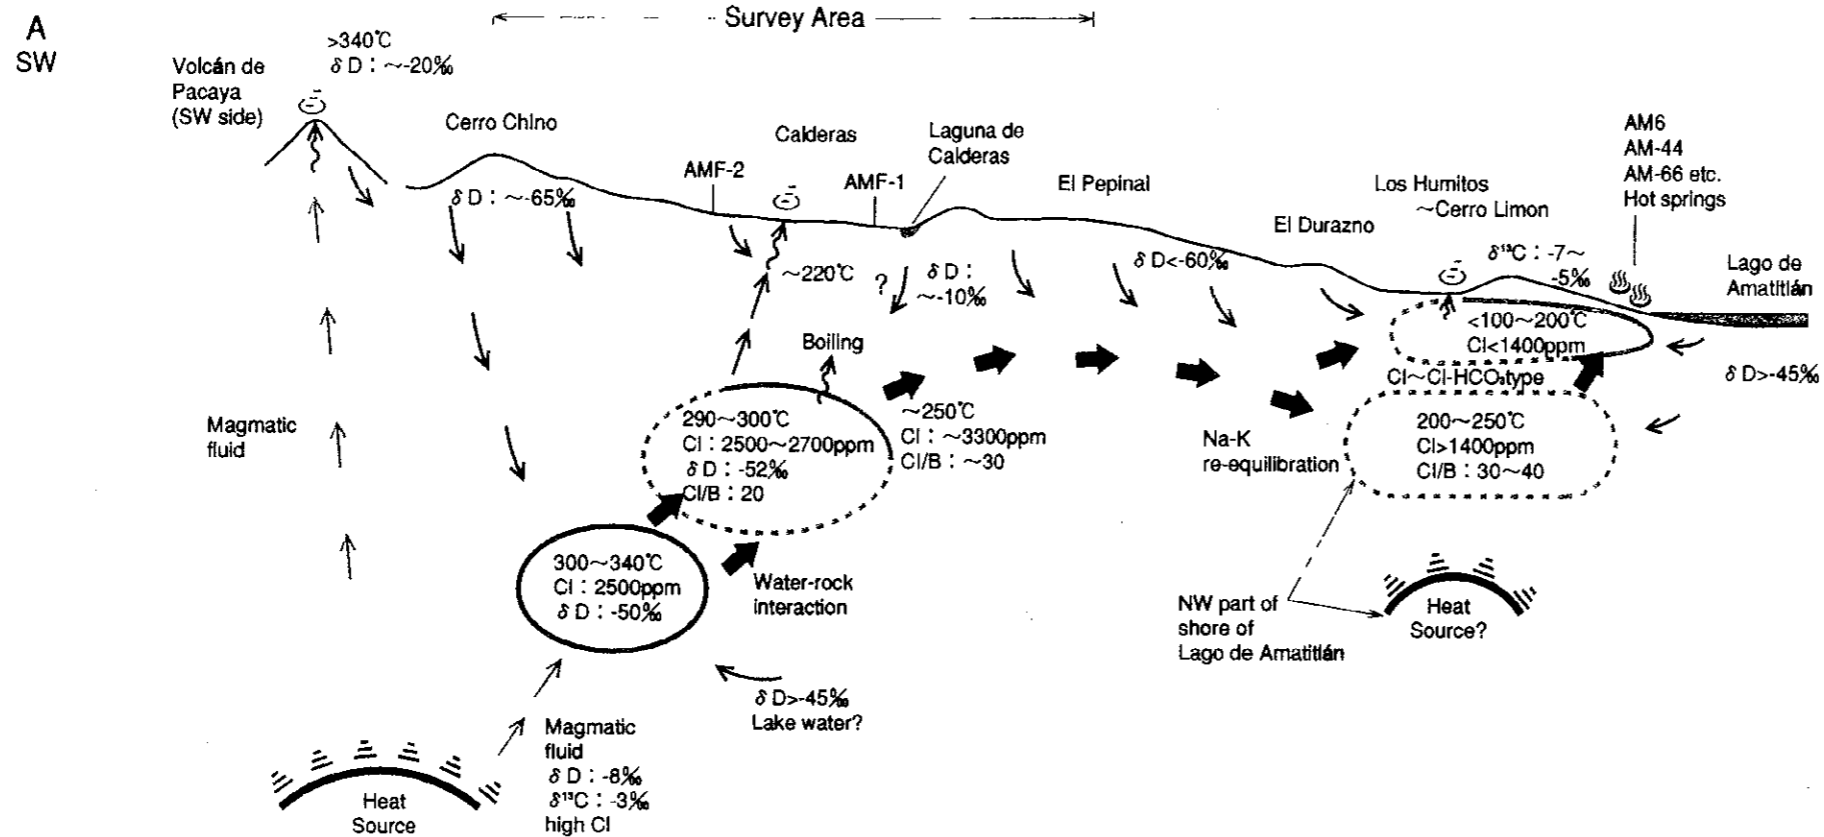 A
SW
Survey Area
>340℃
δD：～-20‰
Volcán de
Pacaya
(SW side)
Cerro Chino
δD：～-65‰
AMF-2
Calderas
AMF-1
Laguna de
Calderas
El Pepinal
El Durazno
Los Humitos
～Cerro Limon
AM6
AM-44
AM-66 etc.
Hot springs
δ¹³C：-7～
-5‰
Lago de
Amatitlán
～220℃
?
δD：
～-10‰
δD<-60‰
<100～200℃
Cl<1400ppm
Cl～Cl-HCO₃type
δD>-45‰
Boiling
Magmatic
fluid
290～300℃
Cl：2500～2700ppm
δD：-52‰
Cl/B：20
～250℃
Cl：～3300ppm
Cl/B：～30
Na-K
re-equilibration
200～250℃
Cl>1400ppm
Cl/B：30～40
300～340℃
Cl：2500ppm
δD：-50‰
Water-rock
interaction
NW part of
shore of
Lago de Amatitlán
Heat
Source?
δD>-45‰
Lake water?
Magmatic
fluid
δD：-8‰
δ¹³C：-3‰
high Cl
Heat
Source